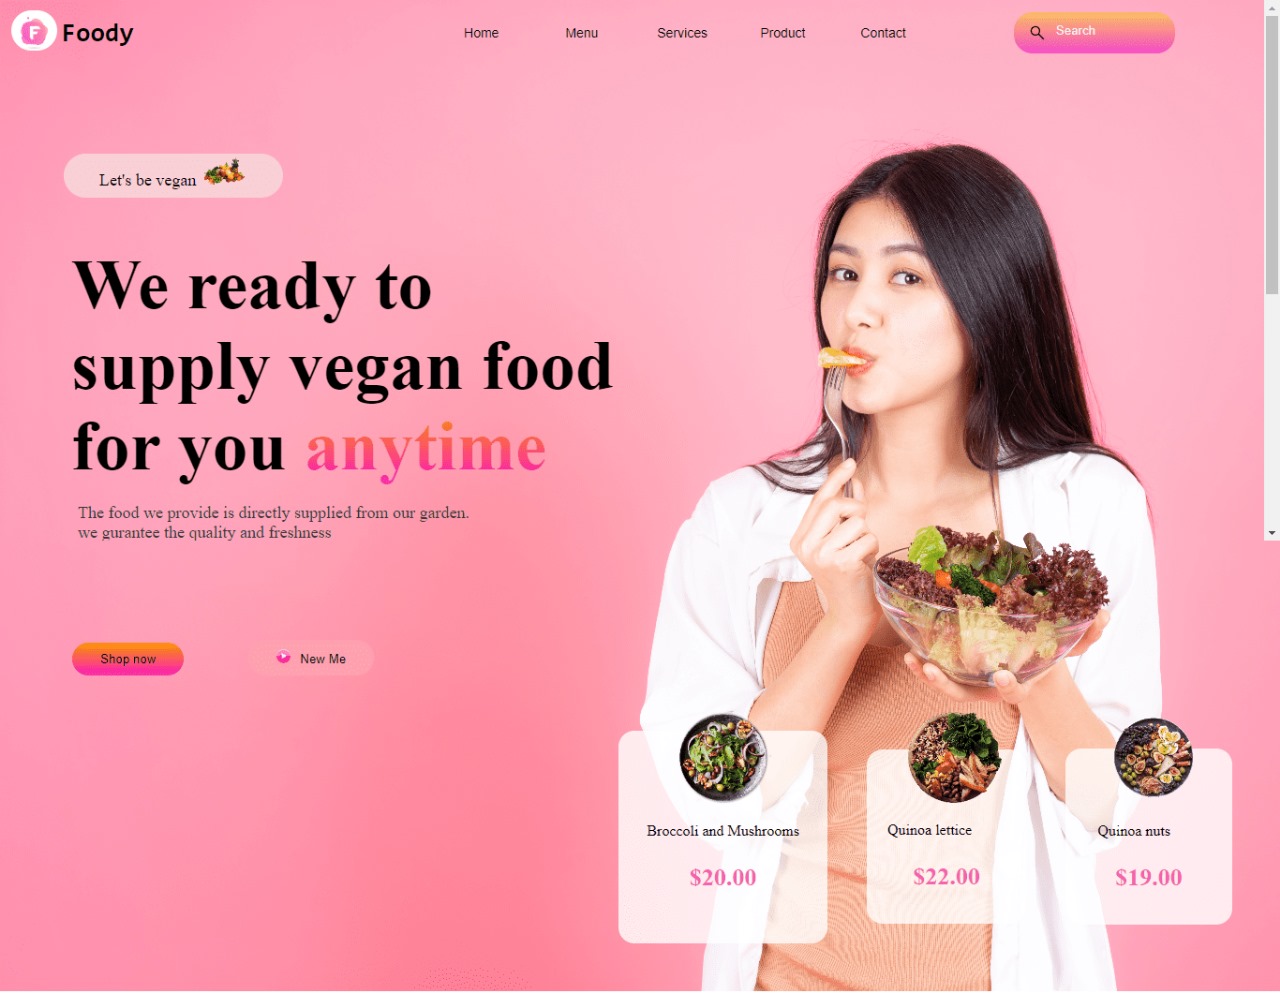 F Foody
Home Menu Services Product Contact
Search
Let's be vegan
We ready to
supply vegan food
for you anytime
The food we provide is directly supplied from our garden.
we gurantee the quality and freshness
Shop now
New Me
Broccoli and Mushrooms
$20.00
Quinoa lettice
$22.00
Quinoa nuts
$19.00